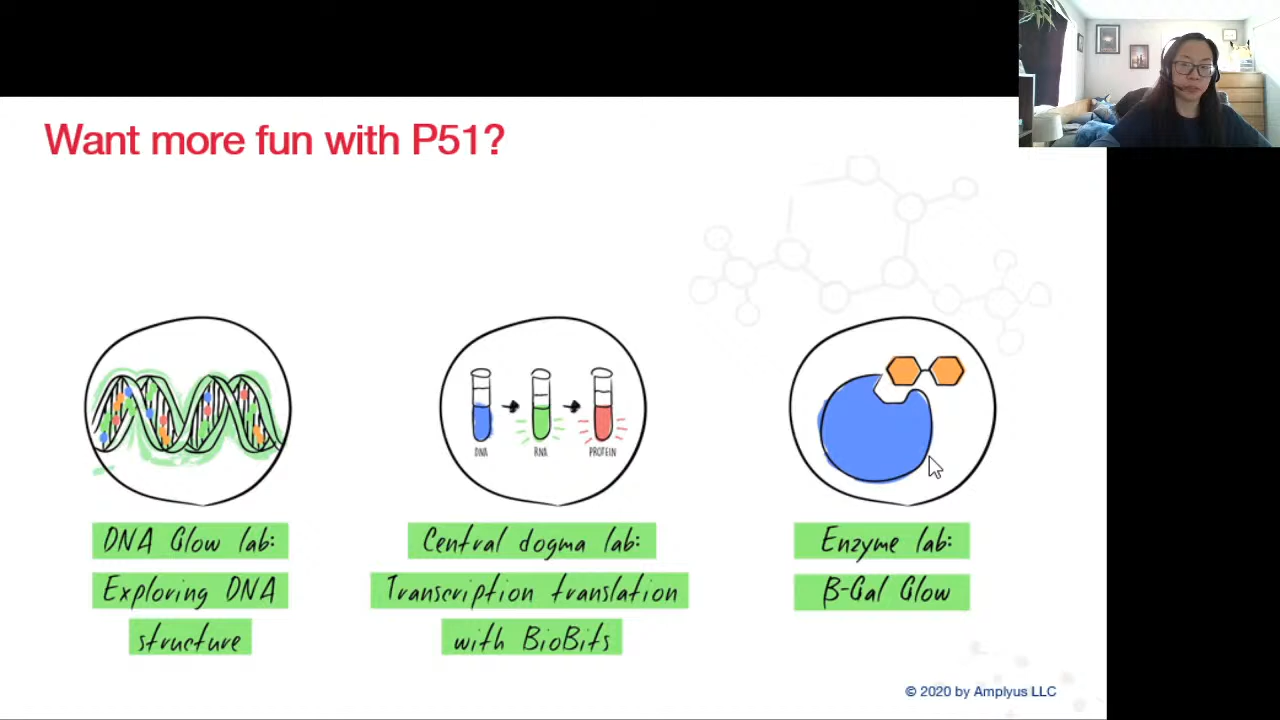 Want more fun with P51?
DNA
RNA
PROTEIN
DNA Glow lab:
Exploring DNA
structure
Central dogma lab:
Transcription translation
with BioBits
Enzyme lab:
β-Gal Glow
© 2020 by Amplyus LLC